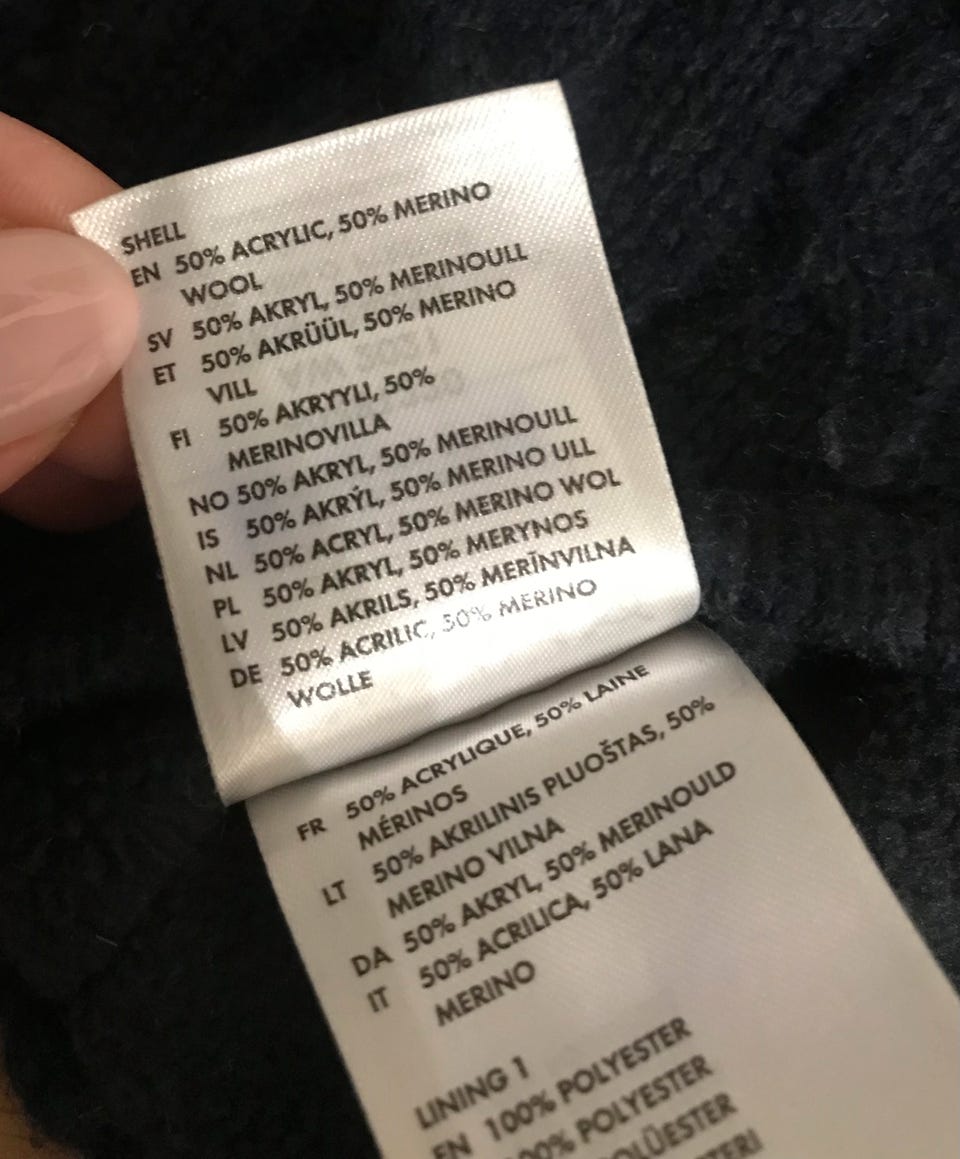 SHELL
EN 50% ACRYLIC, 50% MERINO
WOOL
SV 50% AKRYL, 50% MERINOULL
ET 50% AKRÜÜL, 50% MERINO
VILL
FI 50% AKRYYLI, 50%
MERINOVILLA
NO 50% AKRYL, 50% MERINOULL
IS 50% AKRÝL, 50% MERINO ULL
NL 50% ACRYL, 50% MERINO WOL
PL 50% AKRYL, 50% MERYNOS
LV 50% AKRILS, 50% MERĪNVILNA
DE 50% ACRILIC, 50% MERINO
WOLLE
FR 50% ACRYLIQUE, 50% LAINE
MÉRINOS
LT 50% AKRILINIS PLUOŠTAS, 50%
MERINO VILNA
DA 50% AKRYL, 50% MERINOULD
IT 50% ACRILICA, 50% LANA
MERINO
LINING 1
EN 100% POLYESTER
POLYESTER